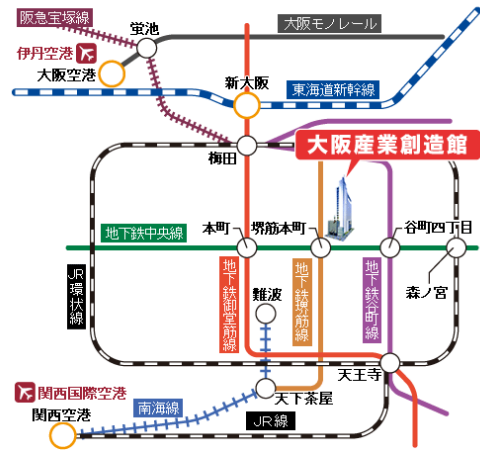 阪急宝塚線
蛍池
大阪モノレール
伊丹空港
大阪空港
新大阪
東海道新幹線
大阪産業創造館
梅田
本町
堺筋本町
谷町四丁目
地下鉄中央線
森ノ宮
JR環状線
地下鉄御堂筋線
地下鉄堺筋線
地下鉄谷町線
難波
天王寺
関西国際空港
天下茶屋
南海線
関西空港
JR線